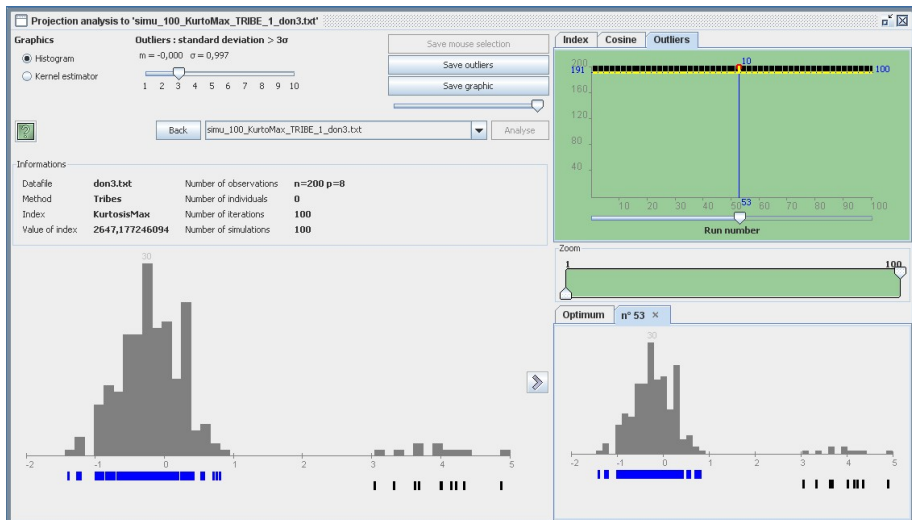 Projection analysis to 'simu_100_KurtoMax_TRIBE_1_don3.txt'
Graphics
Histogram
Kernel estimator
Outliers : standard deviation > 3σ
m = -0,000 σ = 0,997
1 2 3 4 5 6 7 8 9 10
Save mouse selection
Save outliers
Save graphic
?
Back
simu_100_KurtoMax_TRIBE_1_don3.txt
Analyse
Informations
Datafile don3.txt Number of observations n=200 p=8
Method Tribes Number of individuals 0
Index KurtosisMax Number of iterations 100
Value of index 2647,177246094 Number of simulations 100
30
-2 -1 0 1 2 3 4 5
Index Cosine Outliers
10
200
191 100
160
120
80
40
53
10 20 30 40 50 60 70 80 90 100
Run number
Zoom
1 100
Optimum n° 53 ×
30
-2 -1 0 1 2 3 4 5